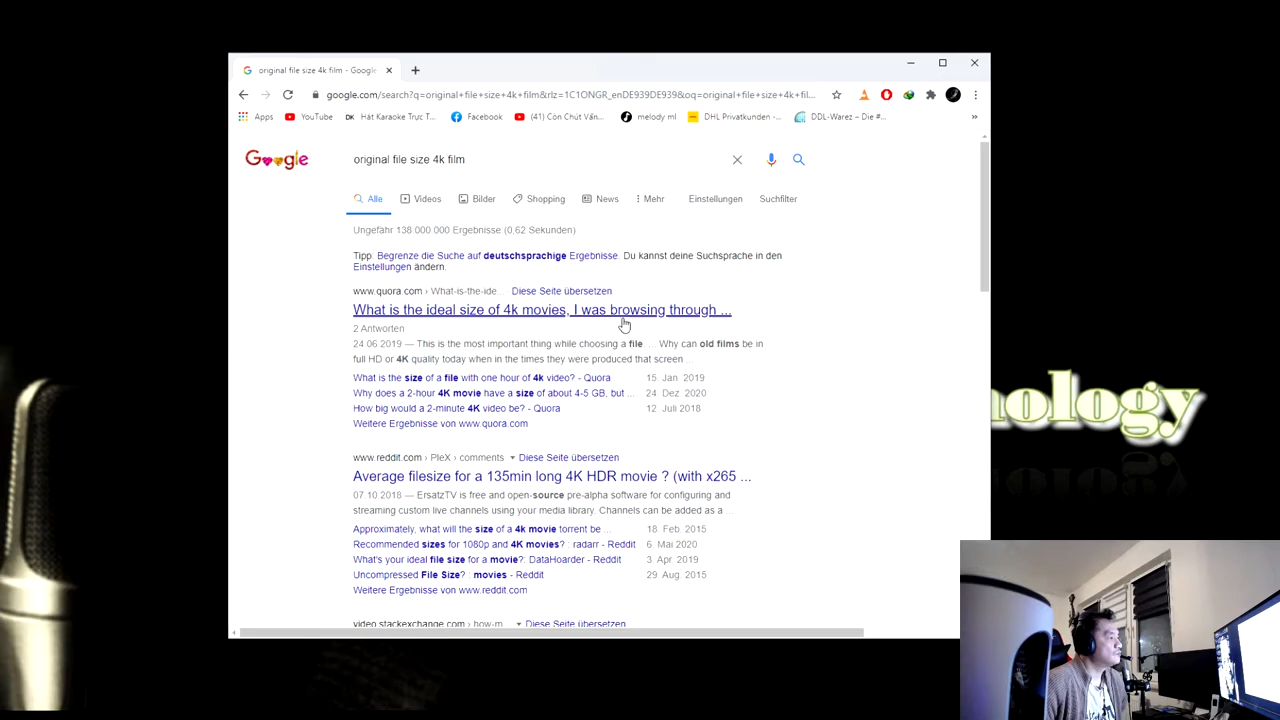 original file size 4k film - Google
google.com/search?q=original+file+size+4k+film&rlz=1C1ONGR_enDE939DE939&oq=original+file+size+4k+fil...
Apps YouTube DK Hát Karaoke Trực T... Facebook (41) Còn Chút Vấn... melody ml DHL Privatkunden -... DDL-Warez – Die #... »
Google original file size 4k film
Alle Videos Bilder Shopping News Mehr Einstellungen Suchfilter
Ungefähr 138.000.000 Ergebnisse (0,62 Sekunden)
Tipp: Begrenze die Suche auf deutschsprachige Ergebnisse. Du kannst deine Suchsprache in den
Einstellungen ändern.
www.quora.com › What-is-the-ide... Diese Seite übersetzen
What is the ideal size of 4k movies, I was browsing through ...
2 Antworten
24.06.2019 — This is the most important thing while choosing a file. ... Why can old films be in
full HD or 4K quality today when in the times they were produced that screen ...
What is the size of a file with one hour of 4k video? - Quora 15. Jan. 2019
Why does a 2-hour 4K movie have a size of about 4-5 GB, but ... 24. Dez. 2020
How big would a 2-minute 4K video be? - Quora 12. Juli 2018
Weitere Ergebnisse von www.quora.com
www.reddit.com › PleX › comments Diese Seite übersetzen
Average filesize for a 135min long 4K HDR movie ? (with x265 ...
07.10.2018 — ErsatzTV is free and open-source pre-alpha software for configuring and
streaming custom live channels using your media library. Channels can be added as a ...
Approximately, what will the size of a 4k movie torrent be ... 18. Feb. 2015
Recommended sizes for 1080p and 4K movies? : radarr - Reddit 6. Mai 2020
What's your ideal file size for a movie?: DataHoarder - Reddit 3. Apr. 2019
Uncompressed File Size? : movies - Reddit 29. Aug. 2015
Weitere Ergebnisse von www.reddit.com
video.stackexchange.com › how-m... Diese Seite übersetzen
nology